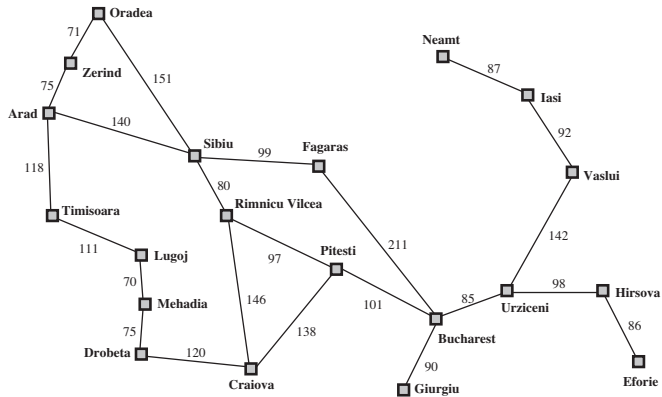 Oradea
71
Neamt
87
Zerind
151
75
Iasi
Arad
140
92
Sibiu
Fagaras
99
118
80
Vaslui
Rimnicu Vilcea
Timisoara
142
111
Lugoj
Pitesti
211
97
70
98
Hirsova
85
Mehadia
146
101
Urziceni
86
75
138
Bucharest
Drobeta
120
90
Eforie
Craiova
Giurgiu